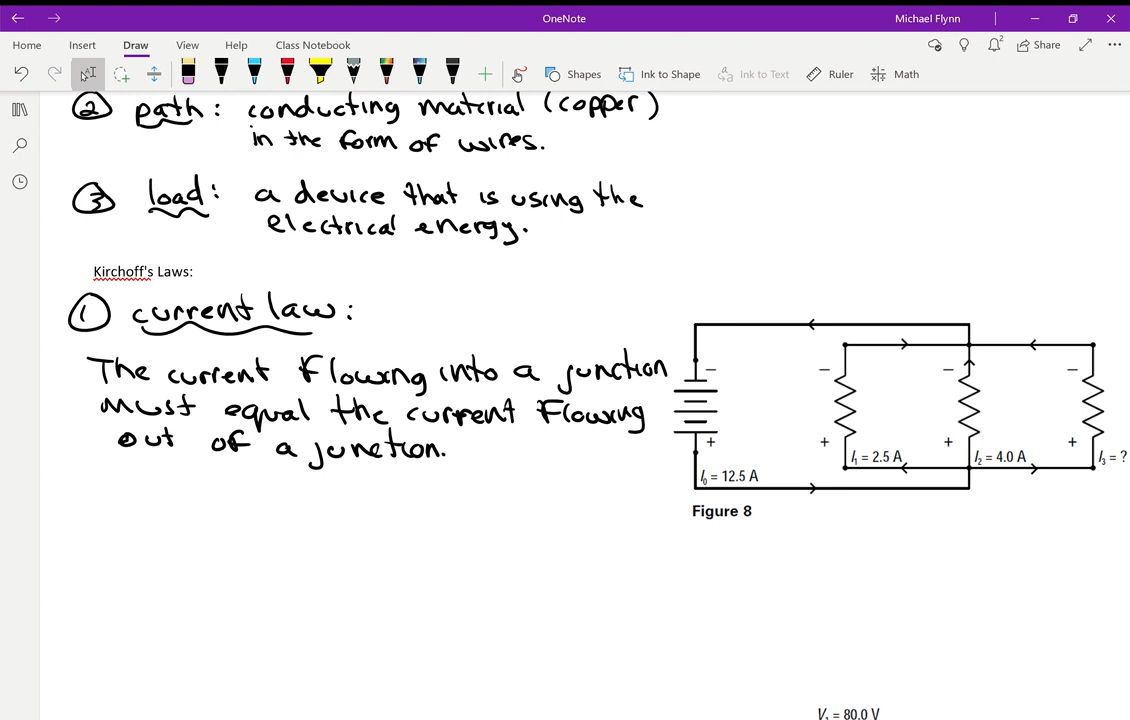 OneNote
Michael Flynn
Home Insert Draw View Help Class Notebook
2
Share
Shapes
Ink to Shape
Ink to Text
Ruler
Math
② path: conducting material (copper)
in the form of wires.
③ load: a device that is using the
electrical energy.
Kirchoff's Laws:
① current law:
The current flowing into a junction
must equal the current flowing
out of a junction.
− − − −
+ + + +
I₁ = 2.5 A I₂ = 4.0 A I₃ = ?
I₀ = 12.5 A
Figure 8
= 80.0 V